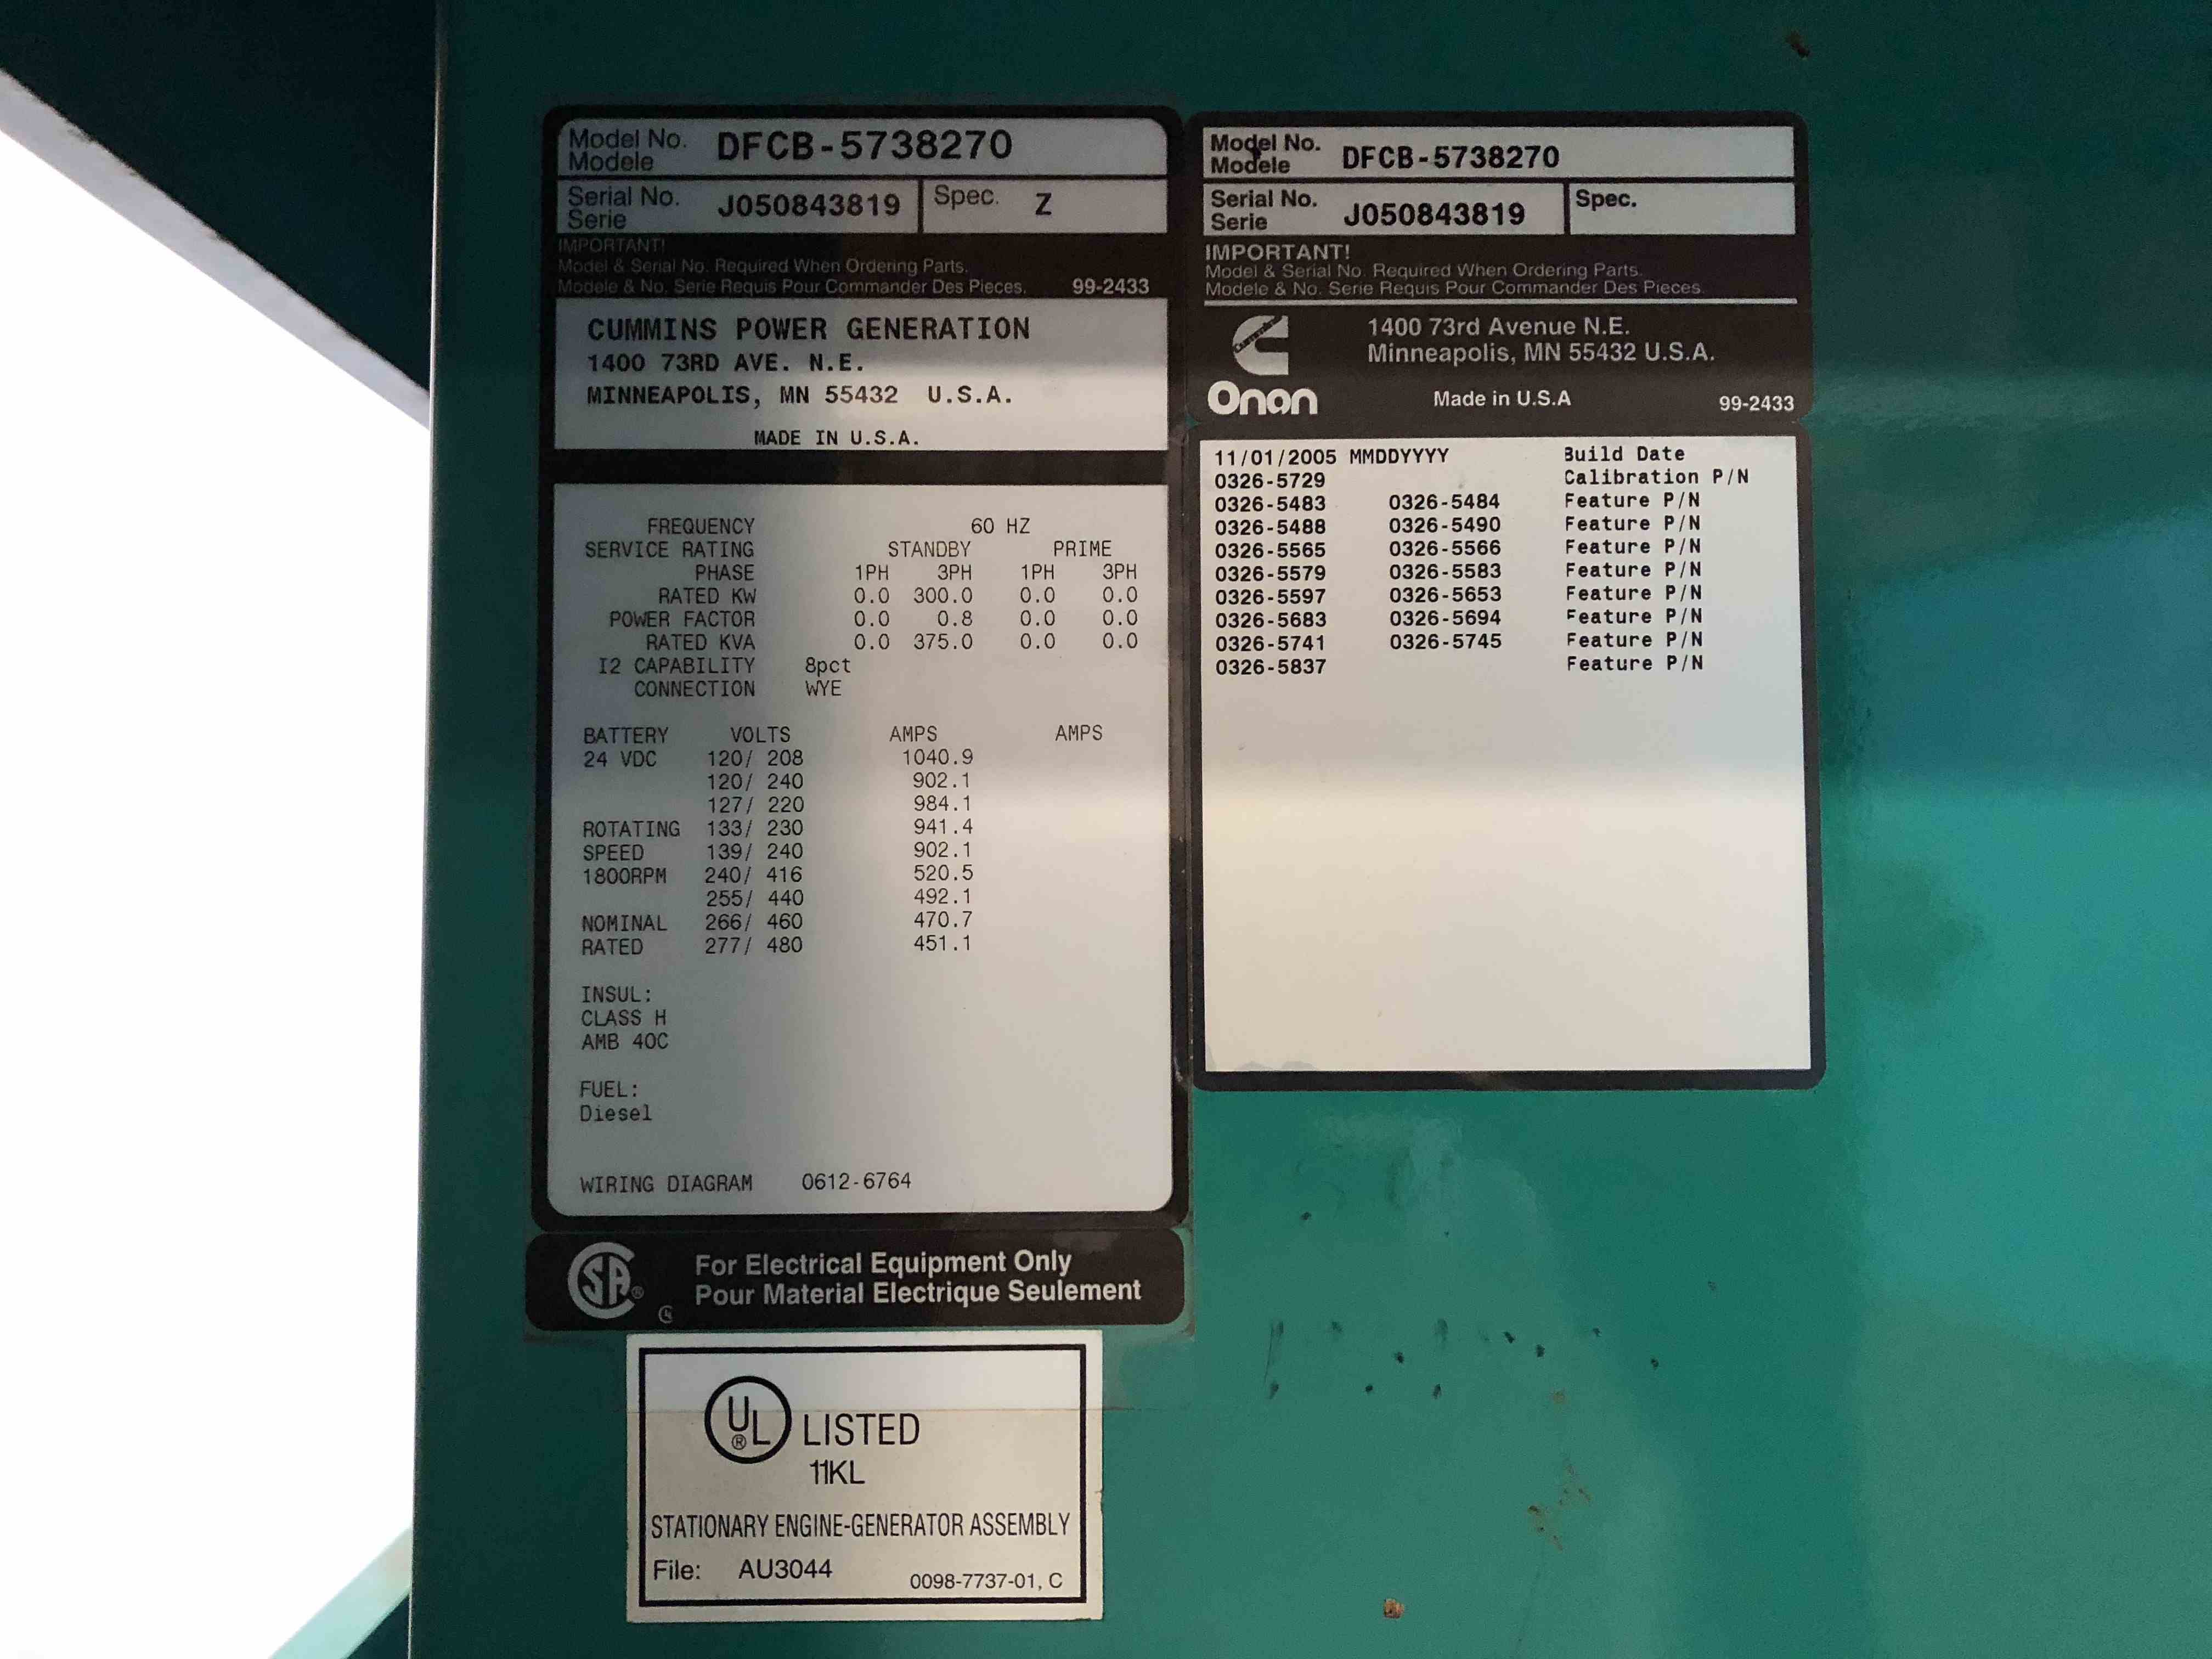 Model No. DFCB-5738270
Modele
Serial No. J050843819 Spec. Z
Serie
IMPORTANT!
Model & Serial No. Required When Ordering Parts.
Modele & No. Serie Requis Pour Commander Des Pieces. 99-2433
CUMMINS POWER GENERATION
1400 73RD AVE. N.E.
MINNEAPOLIS, MN 55432 U.S.A.
MADE IN U.S.A.
FREQUENCY 60 HZ
SERVICE RATING STANDBY PRIME
PHASE 1PH 3PH 1PH 3PH
RATED KW 0.0 300.0 0.0 0.0
POWER FACTOR 0.0 0.8 0.0 0.0
RATED KVA 0.0 375.0 0.0 0.0
I2 CAPABILITY 8pct
CONNECTION WYE
BATTERY VOLTS AMPS AMPS
24 VDC 120/ 208 1040.9
120/ 240 902.1
127/ 220 984.1
ROTATING 133/ 230 941.4
SPEED 139/ 240 902.1
1800RPM 240/ 416 520.5
255/ 440 492.1
NOMINAL 266/ 460 470.7
RATED 277/ 480 451.1
INSUL:
CLASS H
AMB 40C
FUEL:
Diesel
WIRING DIAGRAM 0612-6764
SA ®
For Electrical Equipment Only
Pour Material Electrique Seulement
UL ® LISTED
11KL
STATIONARY ENGINE-GENERATOR ASSEMBLY
File: AU3044 0098-7737-01, C
Model No. DFCB-5738270
Modele
Serial No. J050843819 Spec.
Serie
IMPORTANT!
Model & Serial No. Required When Ordering Parts.
Modele & No. Serie Requis Pour Commander Des Pieces
Cummins
Onan
1400 73rd Avenue N.E.
Minneapolis, MN 55432 U.S.A.
Made in U.S.A 99-2433
11/01/2005 MMDDYYYY Build Date
0326-5729 Calibration P/N
0326-5483 0326-5484 Feature P/N
0326-5488 0326-5490 Feature P/N
0326-5565 0326-5566 Feature P/N
0326-5579 0326-5583 Feature P/N
0326-5597 0326-5653 Feature P/N
0326-5683 0326-5694 Feature P/N
0326-5741 0326-5745 Feature P/N
0326-5837 Feature P/N